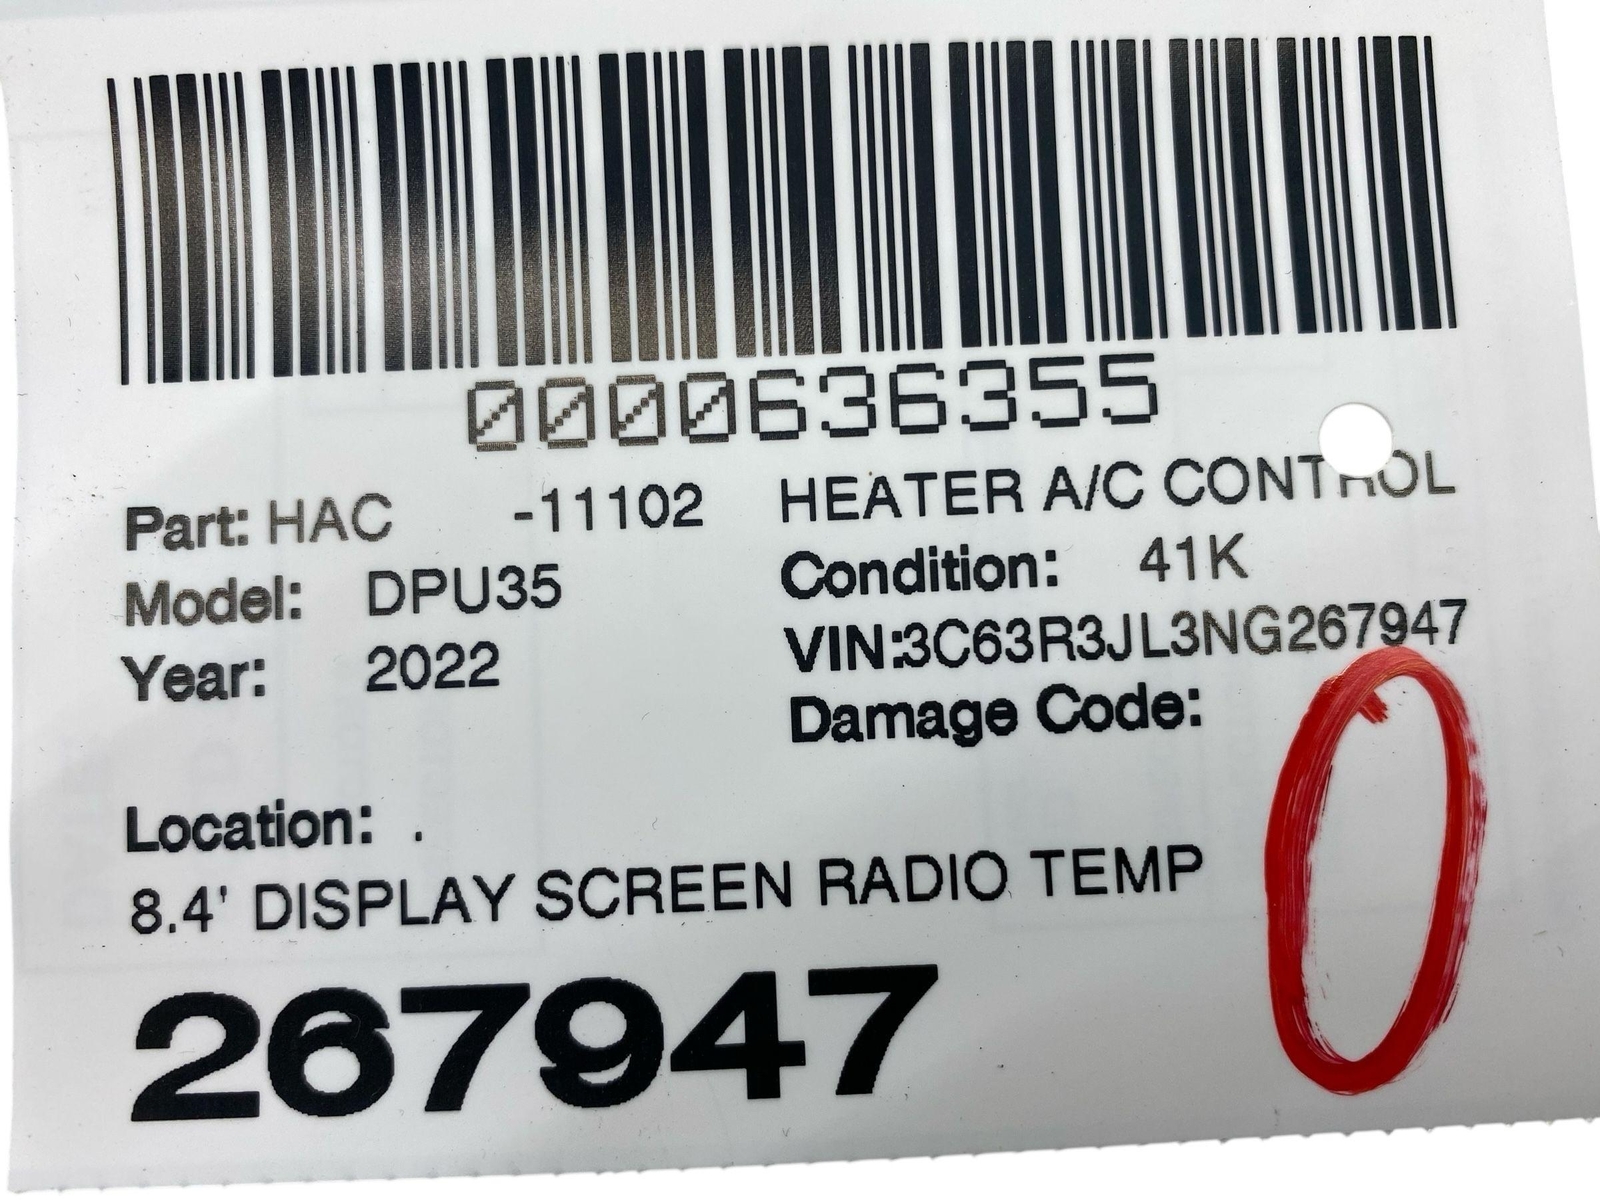 0000636355
Part: HAC -11102 HEATER A/C CONTROL
Model: DPU35 Condition: 41K
Year: 2022 VIN:3C63R3JL3NG267947
Damage Code:
Location: .
8.4' DISPLAY SCREEN RADIO TEMP
267947
0